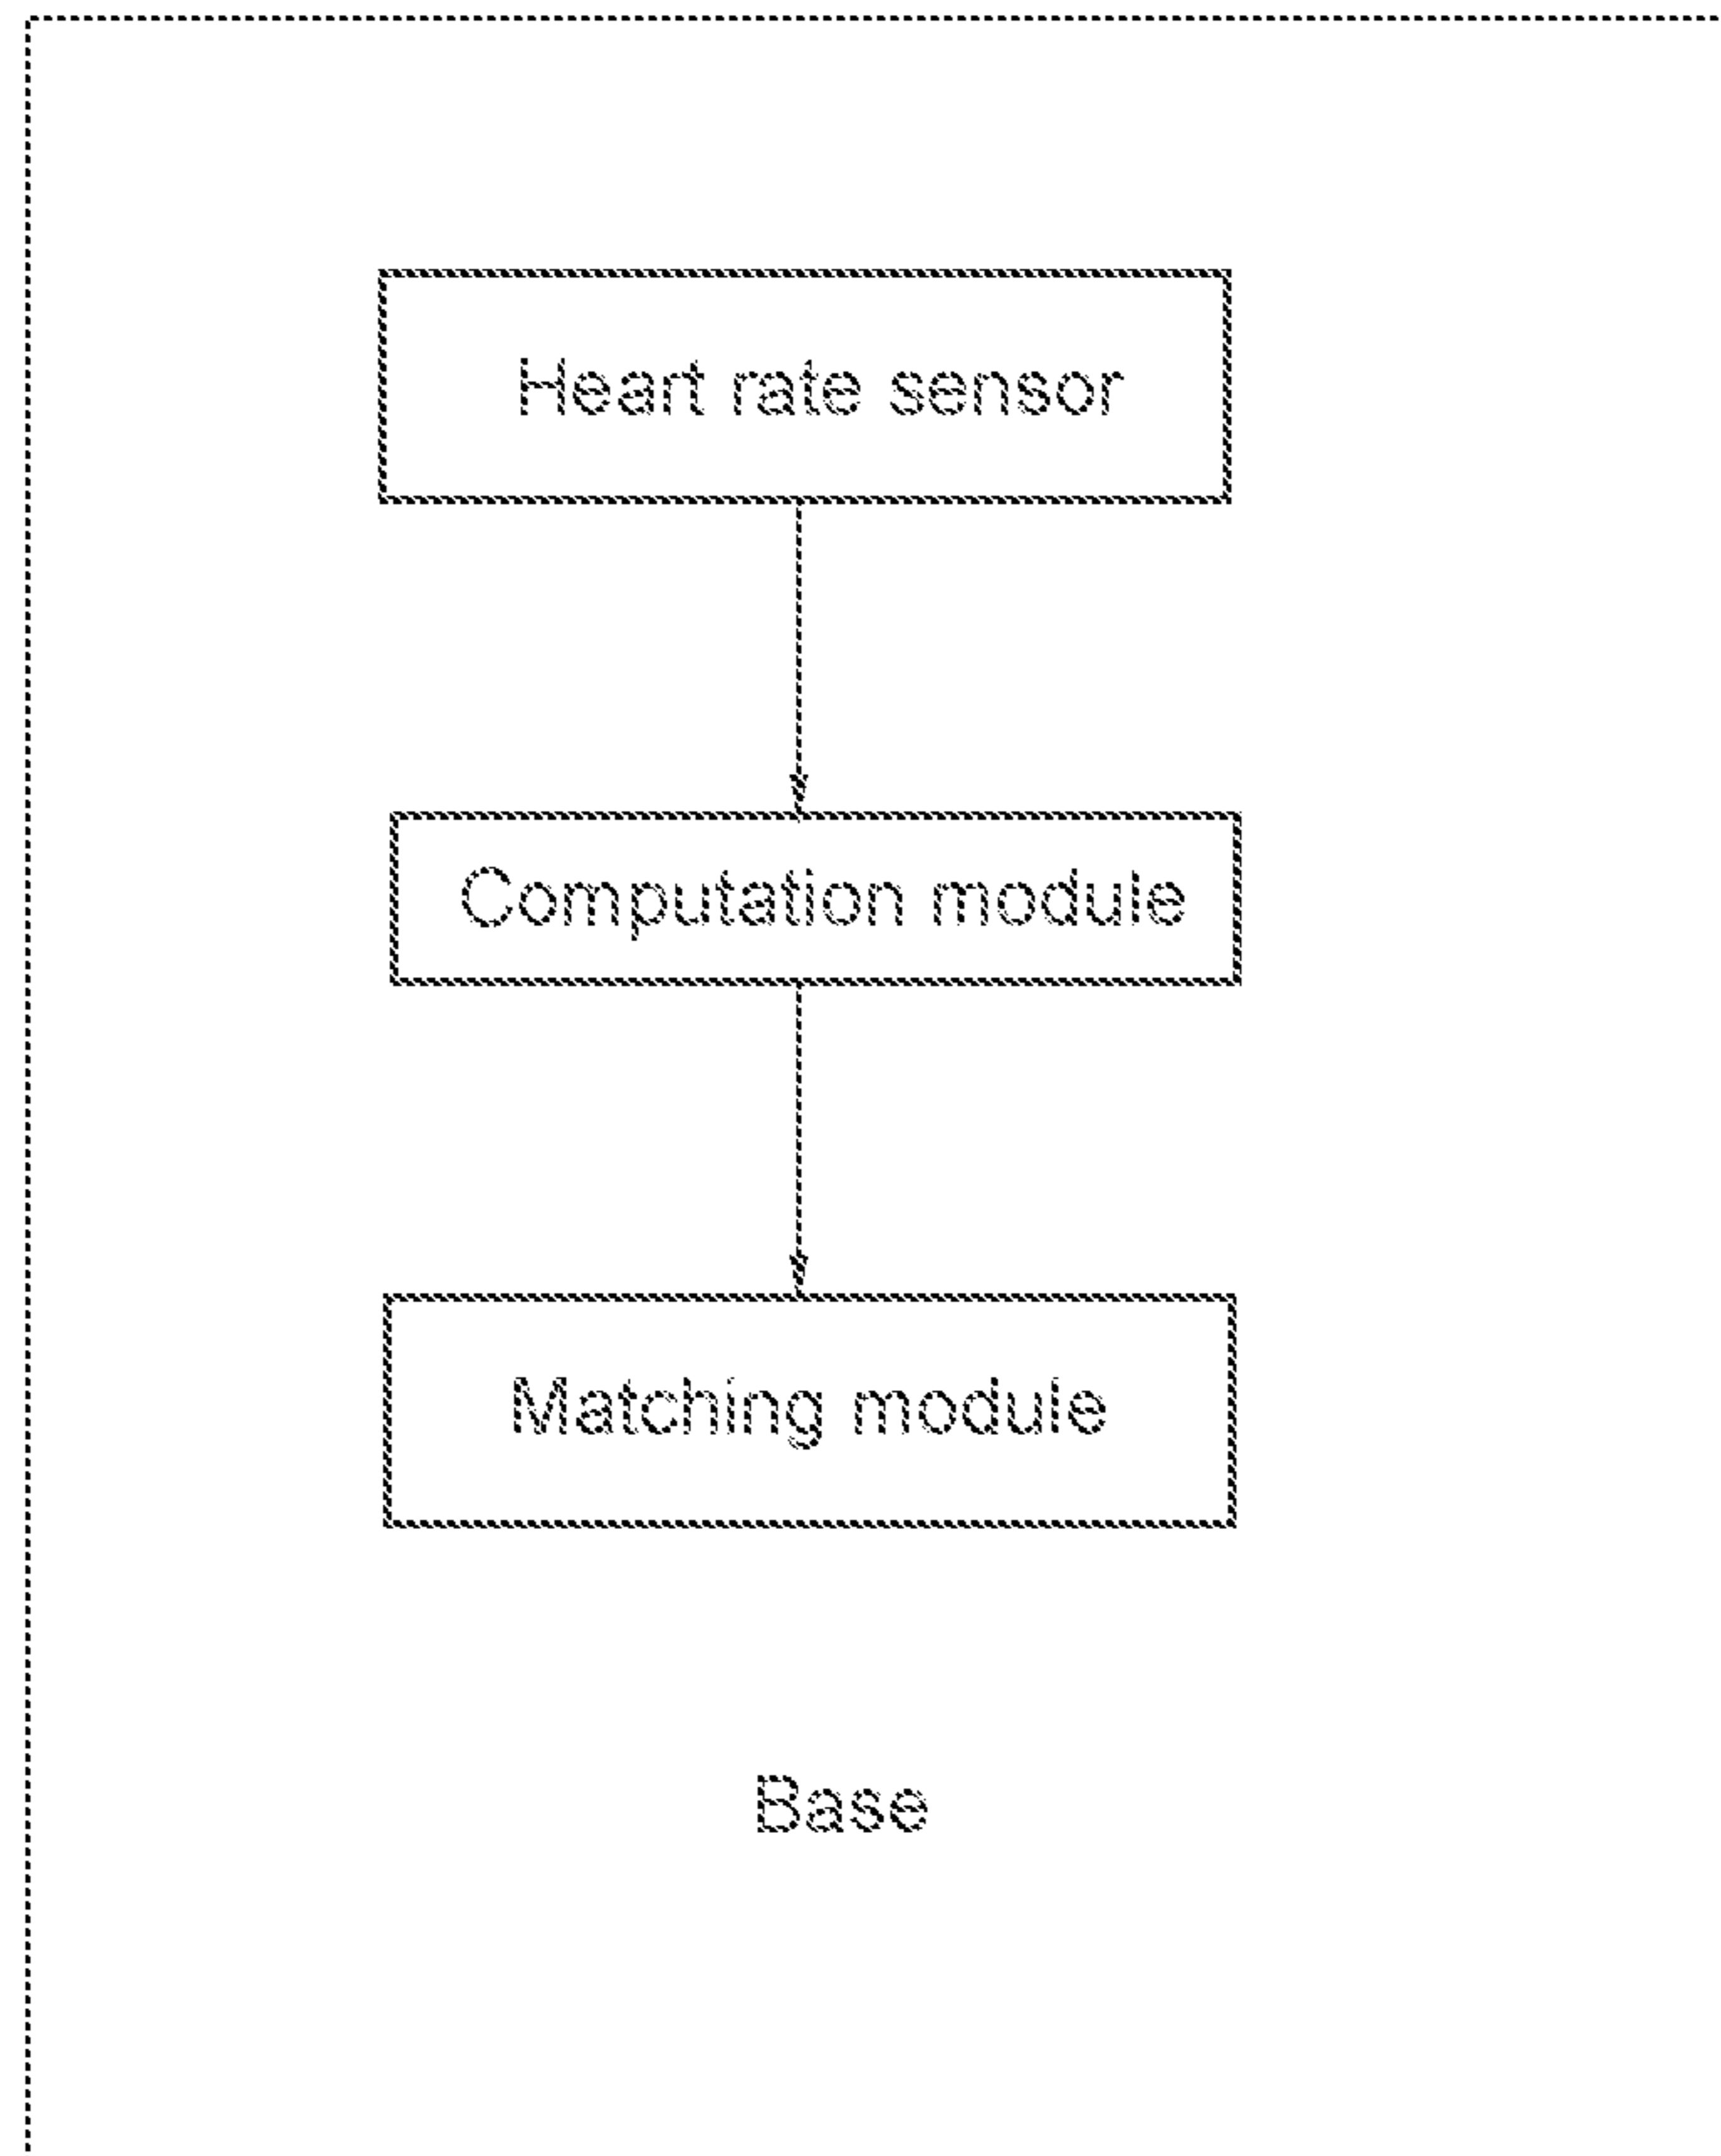 Heart rate sensor
Computation module
Matching module
Base